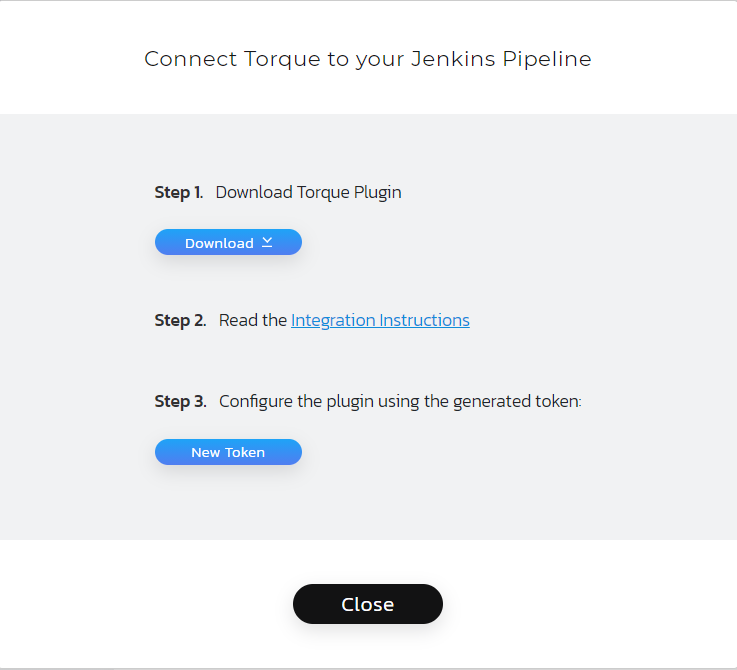 Connect Torque to your Jenkins Pipeline
Step 1. Download Torque Plugin
Download
Step 2. Read the Integration Instructions
Step 3. Configure the plugin using the generated token:
New Token
Close